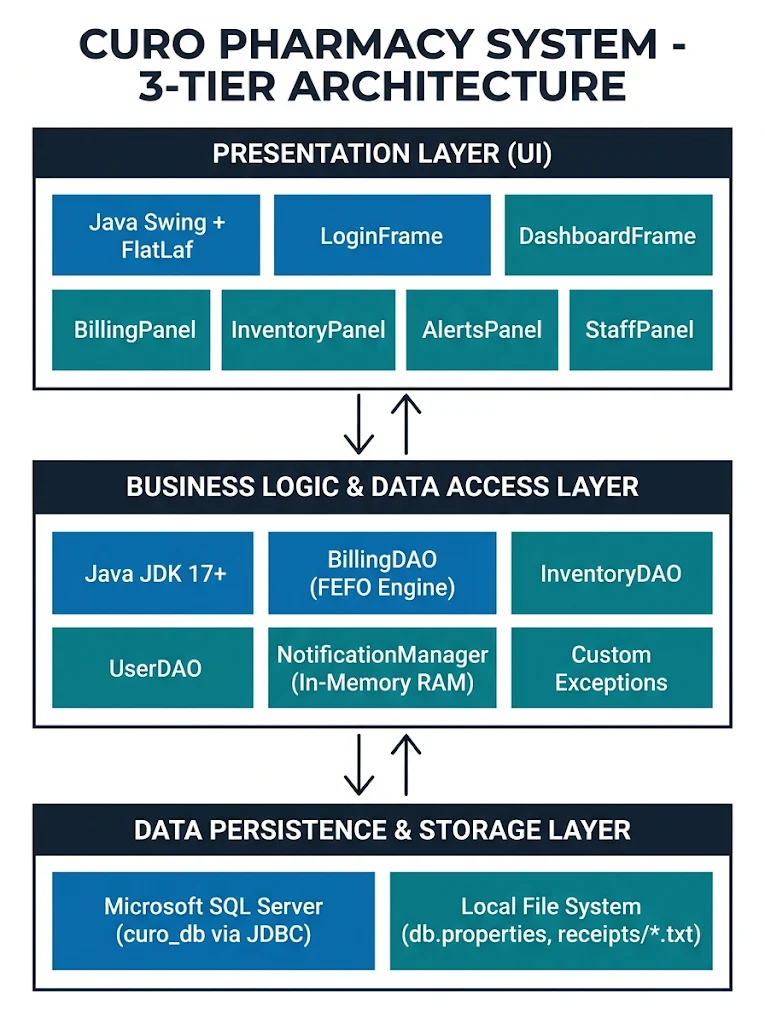 CURO PHARMACY SYSTEM -
3-TIER ARCHITECTURE
PRESENTATION LAYER (UI)
Java Swing +
FlatLaf
LoginFrame
DashboardFrame
BillingPanel
InventoryPanel
AlertsPanel
StaffPanel
BUSINESS LOGIC & DATA ACCESS LAYER
Java JDK 17+
BillingDAO
(FEFO Engine)
InventoryDAO
UserDAO
NotificationManager
(In-Memory RAM)
Custom
Exceptions
DATA PERSISTENCE & STORAGE LAYER
Microsoft SQL Server
(curo_db via JDBC)
Local File System
(db.properties, receipts/*.txt)